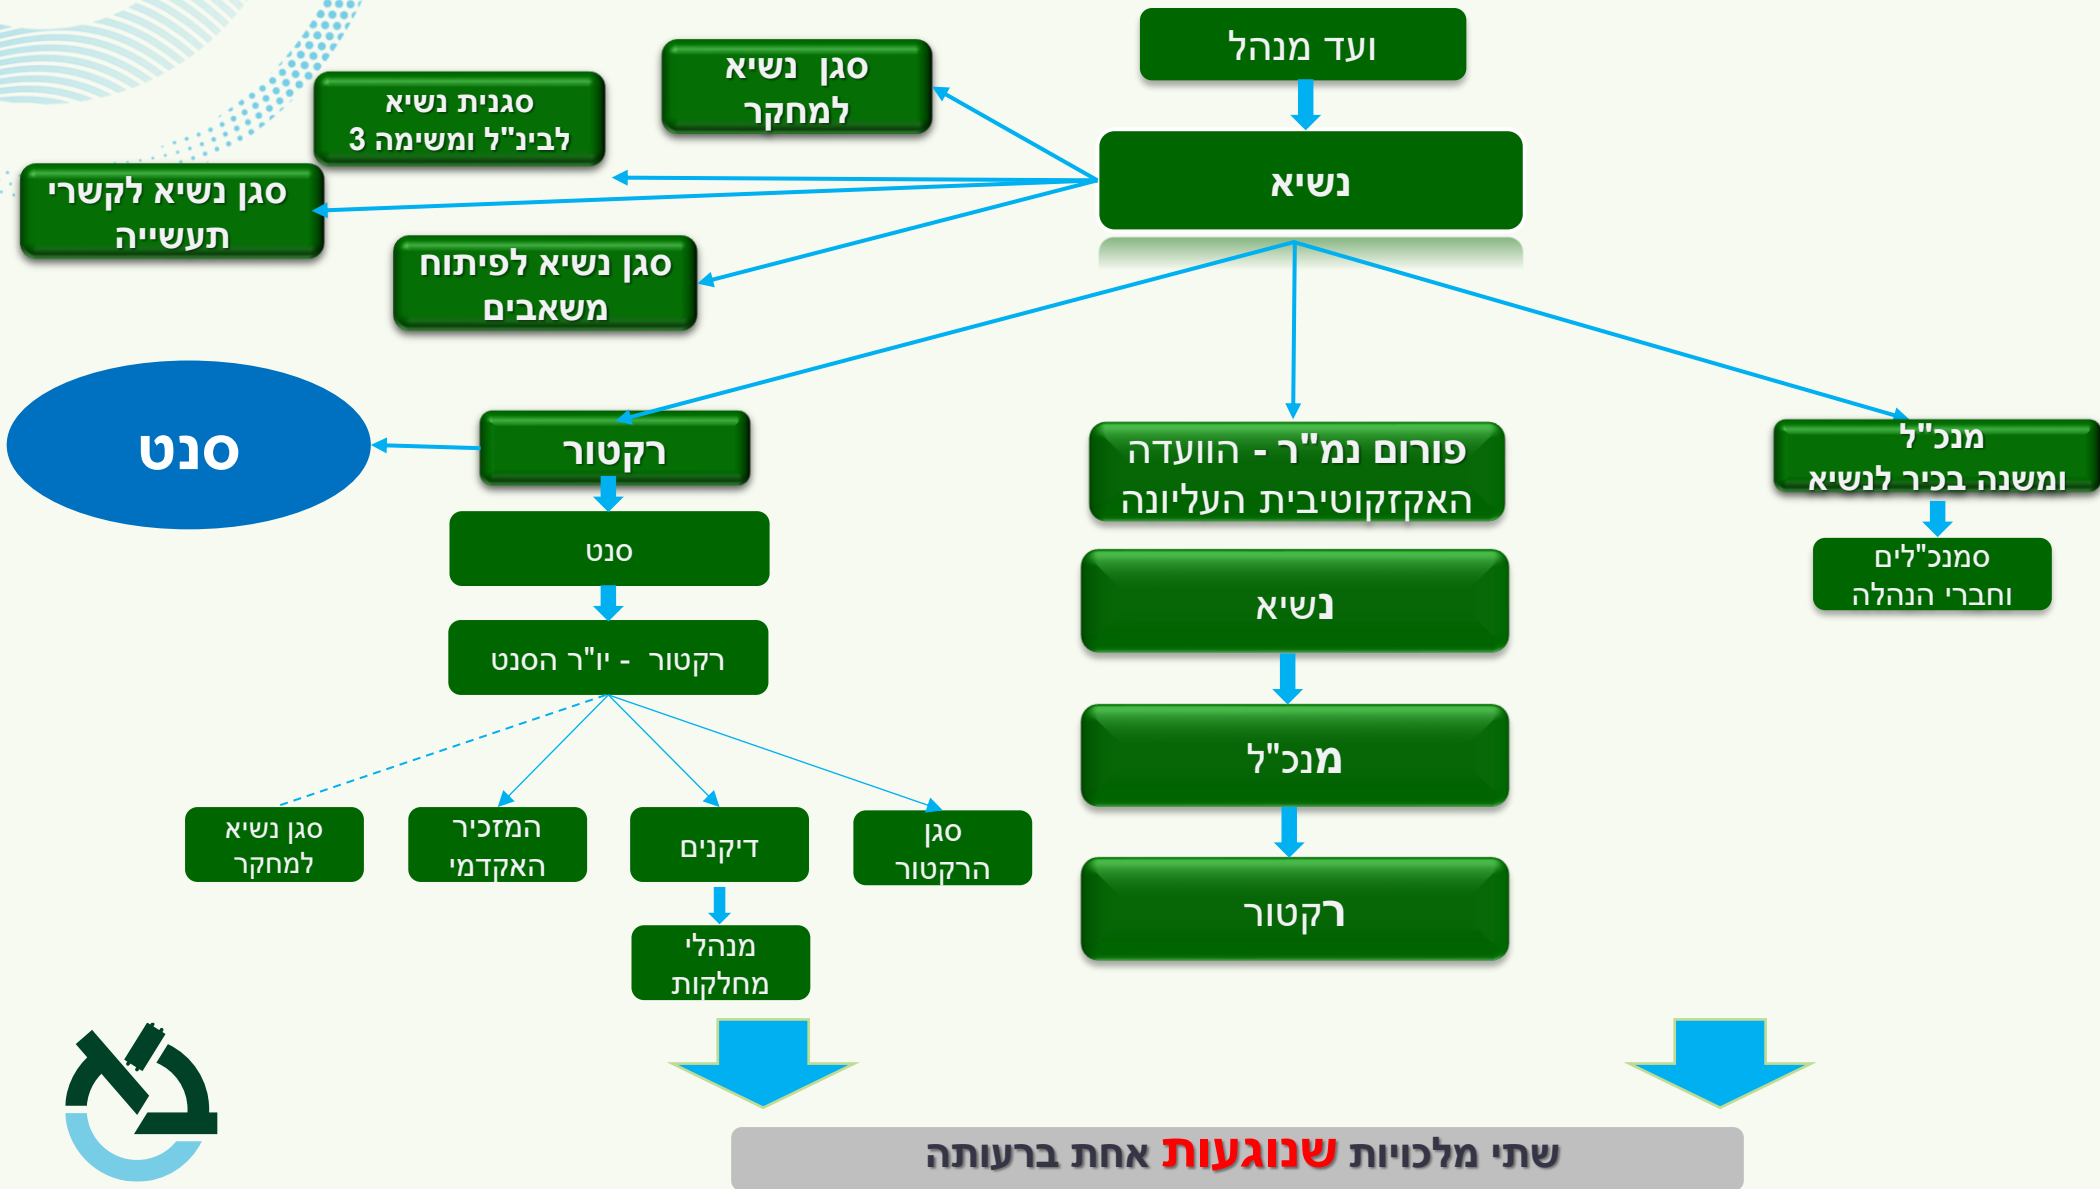 ועד מנהל
נשיא
סגן נשיא
למחקר
סגנית נשיא
לבינ"ל ומשימה 3
סגן נשיא לקשרי
תעשייה
סגן נשיא לפיתוח
משאבים
מנכ"ל
ומשנה בכיר לנשיא
סמנכ"לים
וחברי הנהלה
פורום נמ"ר - הוועדה
האקזקוטיבית העליונה
נשיא
מנכ"ל
רקטור
רקטור
סנט
סנט
רקטור - יו"ר הסנט
סגן
הרקטור
דיקנים
המזכיר
האקדמי
סגן נשיא
למחקר
מנהלי
מחלקות
שתי מלכויות שנוגעות אחת ברעותה